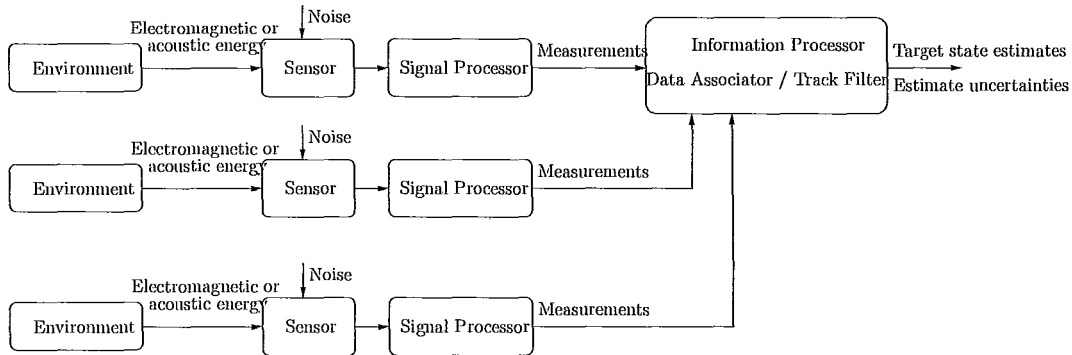 Electromagnetic or
acoustic energy
Noise
Environment
Sensor
Signal Processor
Measurements
Information Processor
Data Associator / Track Filter
Target state estimates
Estimate uncertainties
Electromagnetic or
acoustic energy
Noise
Environment
Sensor
Signal Processor
Measurements
Electromagnetic or
acoustic energy
Noise
Environment
Sensor
Signal Processor
Measurements